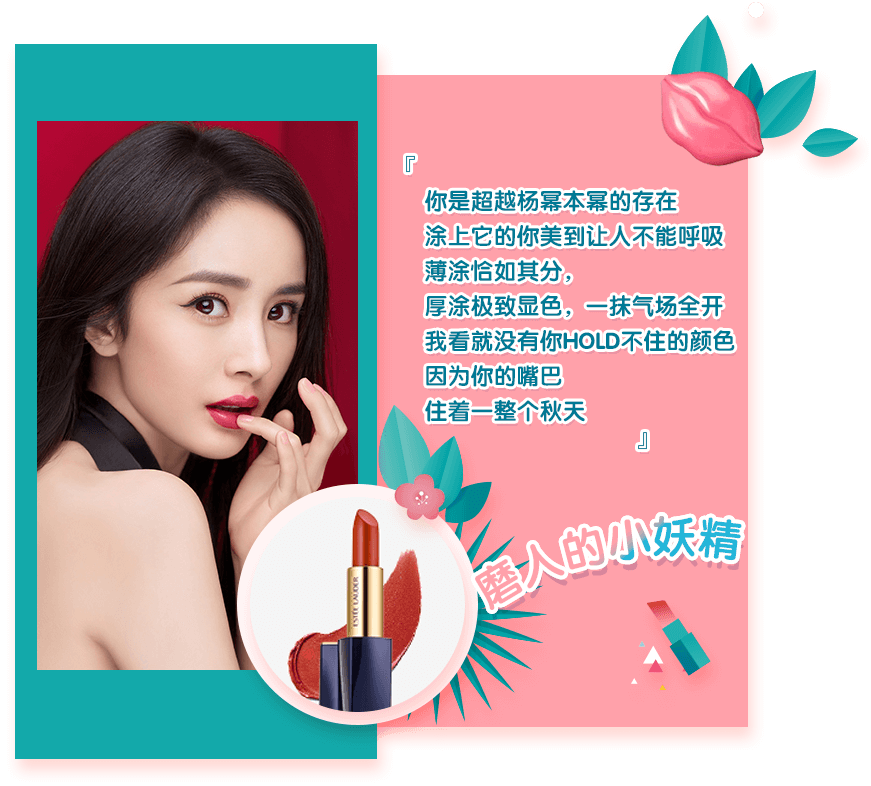 『
你是超越杨幂本幂的存在
涂上它的你美到让人不能呼吸
薄涂恰如其分，
厚涂极致显色，一抹气场全开
我看就没有你HOLD不住的颜色
因为你的嘴巴
住着一整个秋天
』
磨人的小妖精
ESTĒE LAUDER